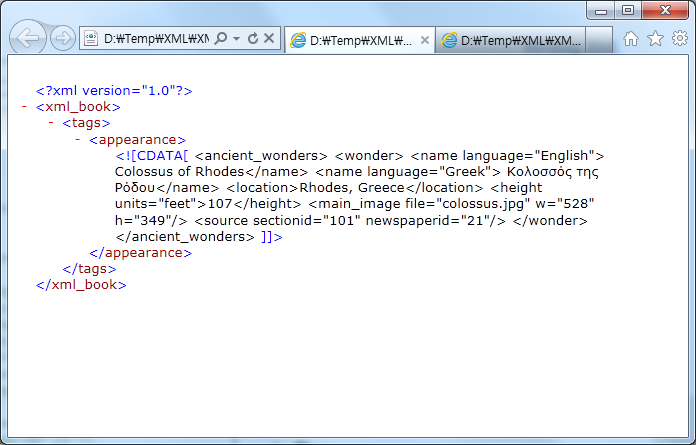 D:₩Temp₩XML₩XM
D:₩Temp₩XML₩...
D:₩Temp₩XML₩XM...
<?xml version="1.0"?>
- <xml_book>
- <tags>
- <appearance>
<![CDATA[ <ancient_wonders> <wonder> <name language="English">
Colossus of Rhodes</name> <name language="Greek"> Κολοσσός της
Ρόδου</name> <location>Rhodes, Greece</location> <height
units="feet">107</height> <main_image file="colossus.jpg" w="528"
h="349"/> <source sectionid="101" newspaperid="21"/> </wonder>
</ancient_wonders> ]]>
</appearance>
</tags>
</xml_book>